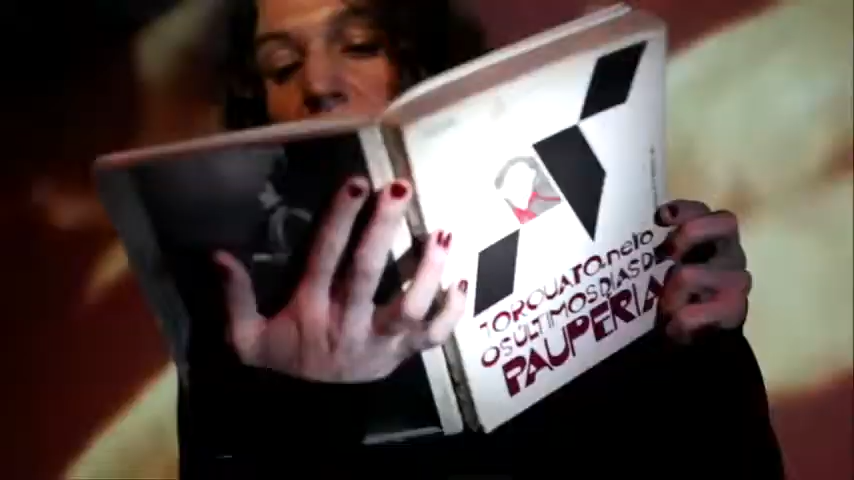 TORQUATO neto
OS ÚLTIMOS DIAS DE
PAUPERIA